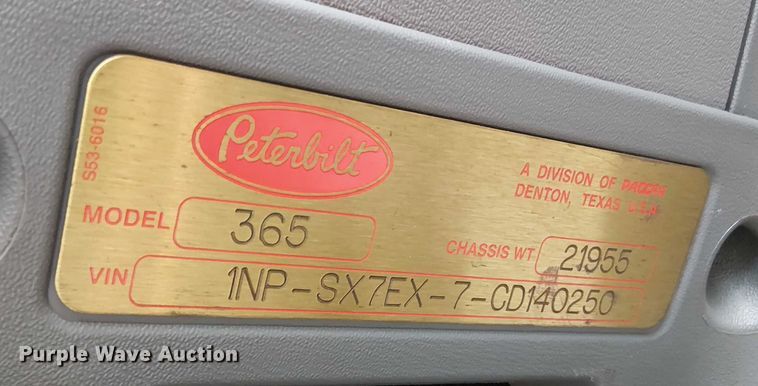 S53-6016
Peterbilt
A DIVISION OF PACCAR
DENTON, TEXAS U.S.A.
MODEL 365
CHASSIS WT 21955
VIN 1NP-SX7EX-7-CD140250
Purple Wave Auction